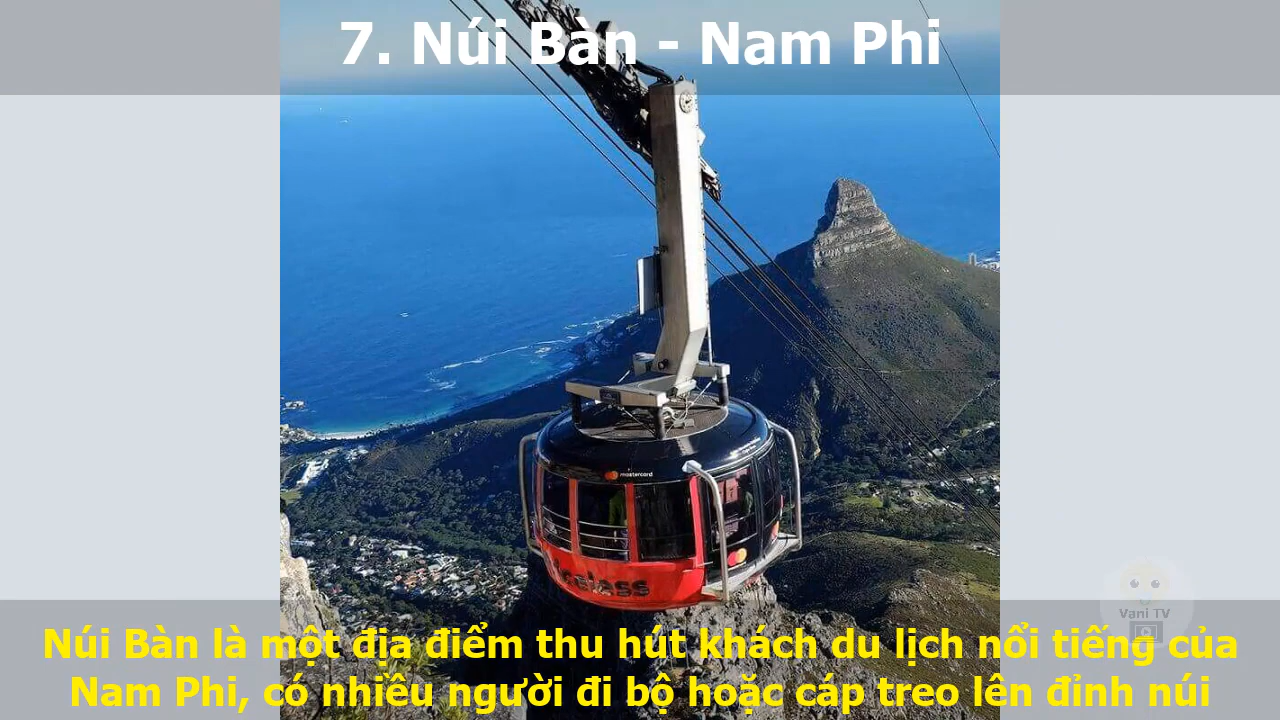 7. Núi Bàn - Nam Phi
mastercard
Vani TV
Núi Bàn là một địa điểm thu hút khách du lịch nổi tiếng của
Nam Phi, có nhiều người đi bộ hoặc cáp treo lên đỉnh núi